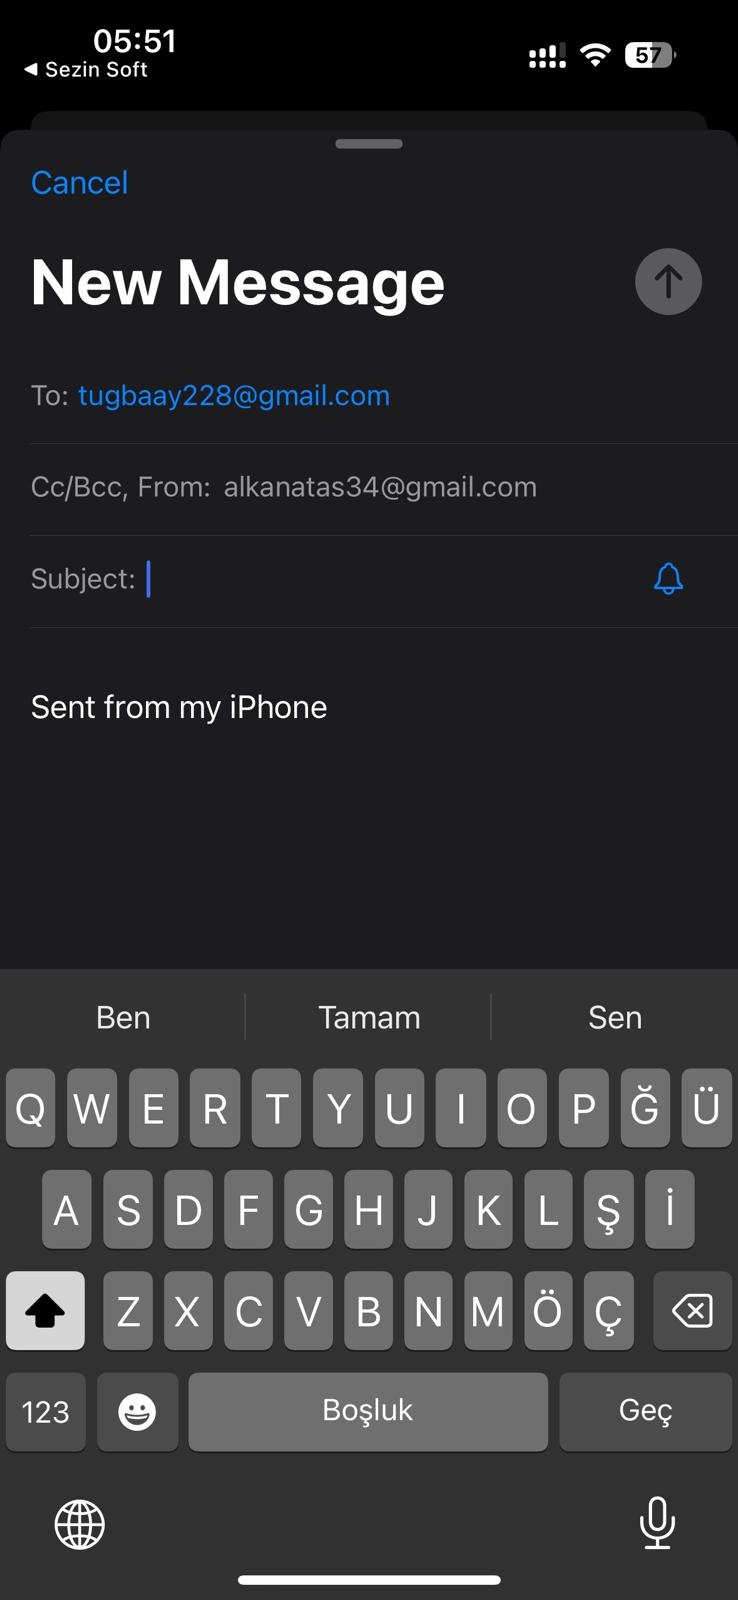 05:51
◀ Sezin Soft
57
Cancel
New Message
To: tugbaay228@gmail.com
Cc/Bcc, From: alkanatas34@gmail.com
Subject:
Sent from my iPhone
Ben Tamam Sen
Q W E R T Y U I O P Ğ Ü
A S D F G H J K L Ş İ
Z X C V B N M Ö Ç
123 Boşluk Geç